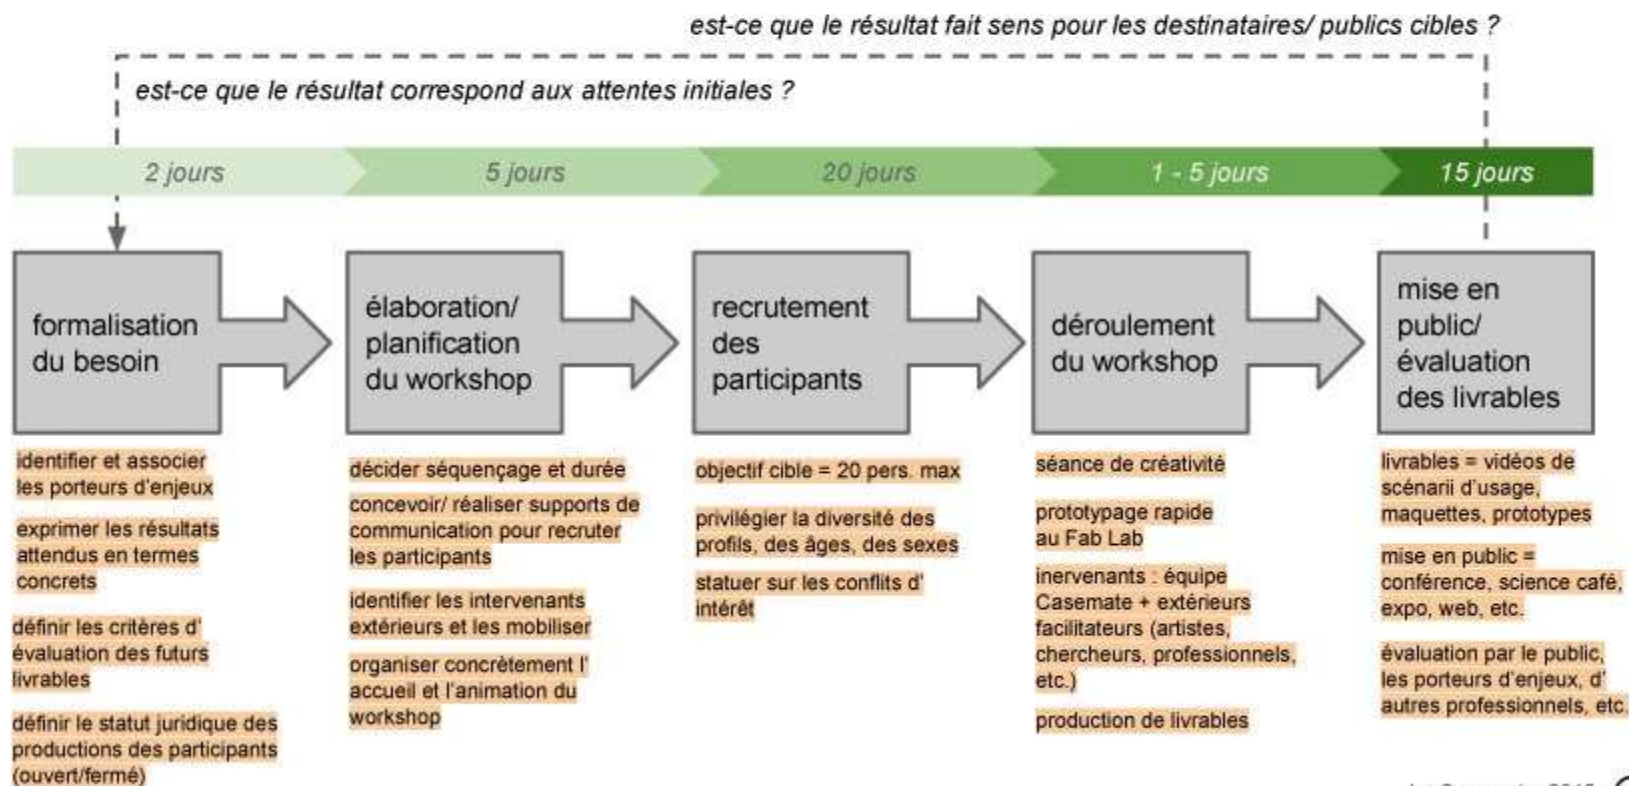 est-ce que le résultat fait sens pour les destinataires/ publics cibles ?
est-ce que le résultat correspond aux attentes initiales ?
2 jours
5 jours
20 jours
1 - 5 jours
15 jours
formalisation
du besoin
élaboration/
planification
du workshop
recrutement
des
participants
déroulement
du workshop
mise en
public/
évaluation
des livrables
identifier et associer
les porteurs d'enjeux
exprimer les résultats
attendus en termes
concrets
définir les critères d'
évaluation des futurs
livrables
définir le statut juridique des
productions des participants
(ouvert/fermé)
décider séquençage et durée
concevoir/ réaliser supports de
communication pour recruter
les participants
identifier les intervenants
extérieurs et les mobiliser
organiser concrètement l'
accueil et l'animation du
workshop
objectif cible = 20 pers. max
privilégier la diversité des
profils, des âges, des sexes
statuer sur les conflits d'
intérêt
séance de créativité
prototypage rapide
au Fab Lab
inervenants : équipe
Casemate + extérieurs
facilitateurs (artistes,
chercheurs, professionnels,
etc.)
production de livrables
livrables = vidéos de
scénarii d'usage,
maquettes, prototypes
mise en public =
conférence, science café,
expo, web, etc.
évaluation par le public,
les porteurs d'enjeux, d'
autres professionnels, etc.